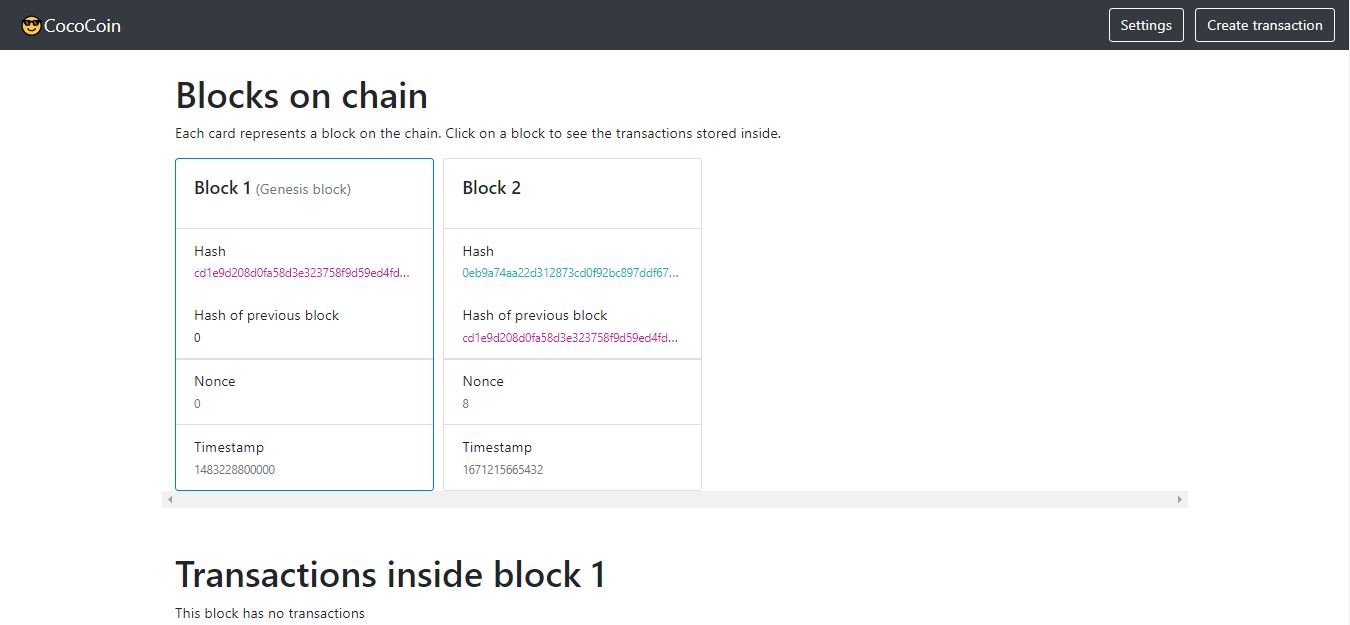 😎CocoCoin
Settings
Create transaction
Blocks on chain
Each card represents a block on the chain. Click on a block to see the transactions stored inside.
Block 1 (Genesis block)
Hash
cd1e9d208d0fa58d3e323758f9d59ed4fd...
Hash of previous block
0
Nonce
0
Timestamp
1483228800000
Block 2
Hash
0eb9a74aa22d312873cd0f92bc897ddf67...
Hash of previous block
cd1e9d208d0fa58d3e323758f9d59ed4fd...
Nonce
8
Timestamp
1671215665432
Transactions inside block 1
This block has no transactions